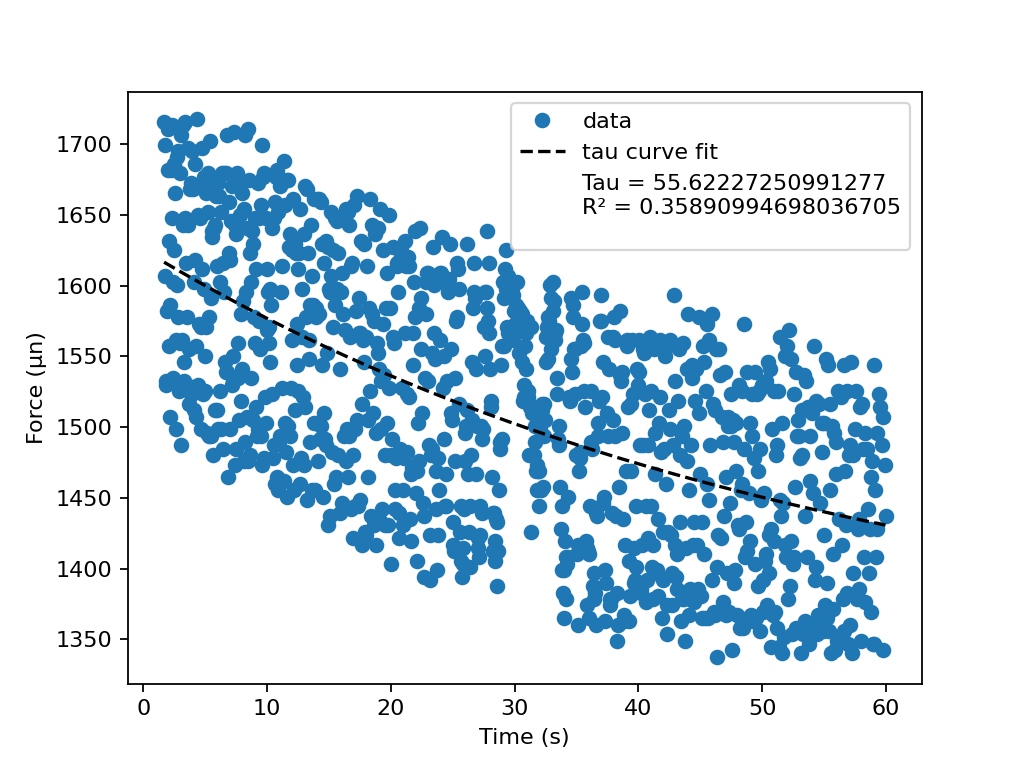 data
tau curve fit
Tau = 55.62227250991277
R² = 0.35890994698036705
1700
1650
1600
1550
1500
1450
1400
1350
Force (μn)
0 10 20 30 40 50 60
Time (s)